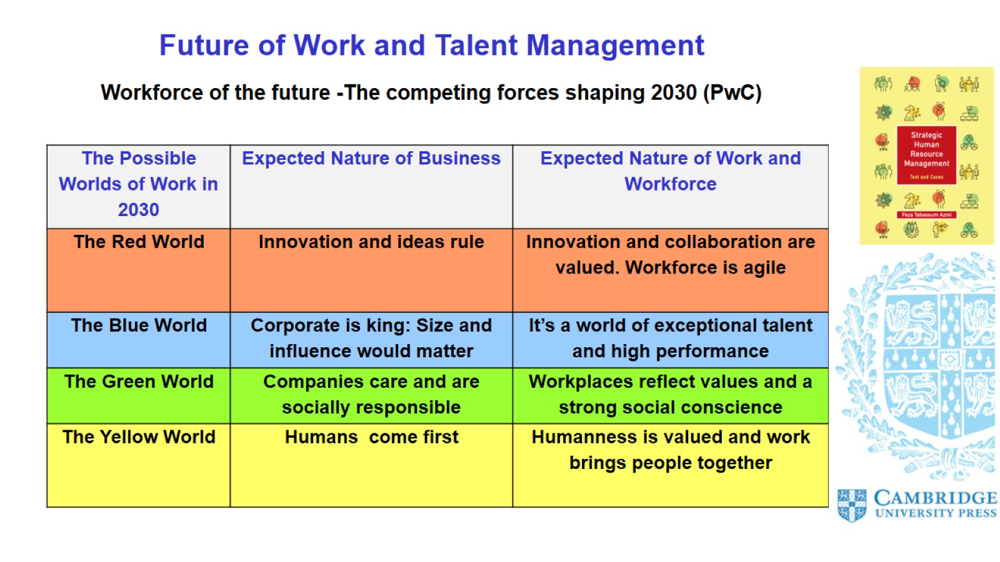 Future of Work and Talent Management
Workforce of the future -The competing forces shaping 2030 (PwC)
The Possible
Worlds of Work in
2030
Expected Nature of Business
Expected Nature of Work and
Workforce
The Red World
Innovation and ideas rule
Innovation and collaboration are
valued. Workforce is agile
The Blue World
Corporate is king: Size and
influence would matter
It’s a world of exceptional talent
and high performance
The Green World
Companies care and are
socially responsible
Workplaces reflect values and a
strong social conscience
The Yellow World
Humans  come first
Humanness is valued and work
brings people together
Strategic
Human
Resource
Management
Text and Cases
Feza Tabassum Azmi
CAMBRIDGE
UNIVERSITY PRESS